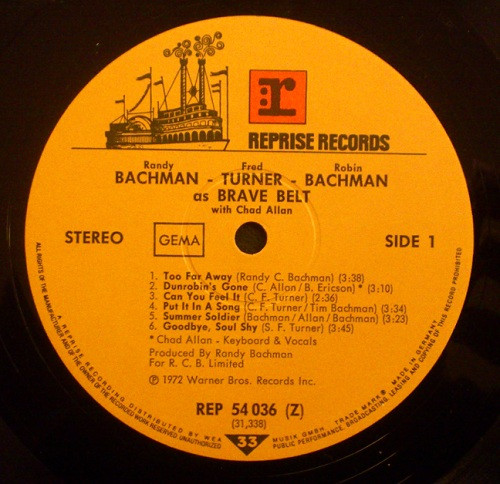 r
REPRISE RECORDS
Randy Fred Robin
BACHMAN - TURNER - BACHMAN
as BRAVE BELT
with Chad Allan
STEREO
GEMA
SIDE 1
1. Too Far Away (Randy C. Bachman) (3:38)
2. Dunrobin's Gone (C. Allan/B. Ericson) * (3:10)
3. Can You Feel It (C. F. Turner) (2:36)
4. Put It In A Song (C. F. Turner/Tim Bachman) (3:34)
5. Summer Soldier (Bachman/Allan/Bachman) (3:23)
6. Goodbye, Soul Shy (S. F. Turner) (3:45)
* Chad Allan - Keyboard & Vocals
Produced By Randy Bachman
For R. C. B. Limited
℗ 1972 Warner Bros. Records Inc.
REP 54 036 (Z)
(31,338)
33
ALL RIGHTS OF THE MANUFACTURER AND OF THE OWNER OF THE RECORDED WORK RESERVED UNAUTHORIZED
PUBLIC PERFORMANCE, BROADCASTING, LEASING AND COPYING OF THIS RECORD PROHIBITED
A REPRISE RECORD DISTRIBUTED BY WEA
MUSIK GMBH. TRADE MARK® MADE IN GERMANY